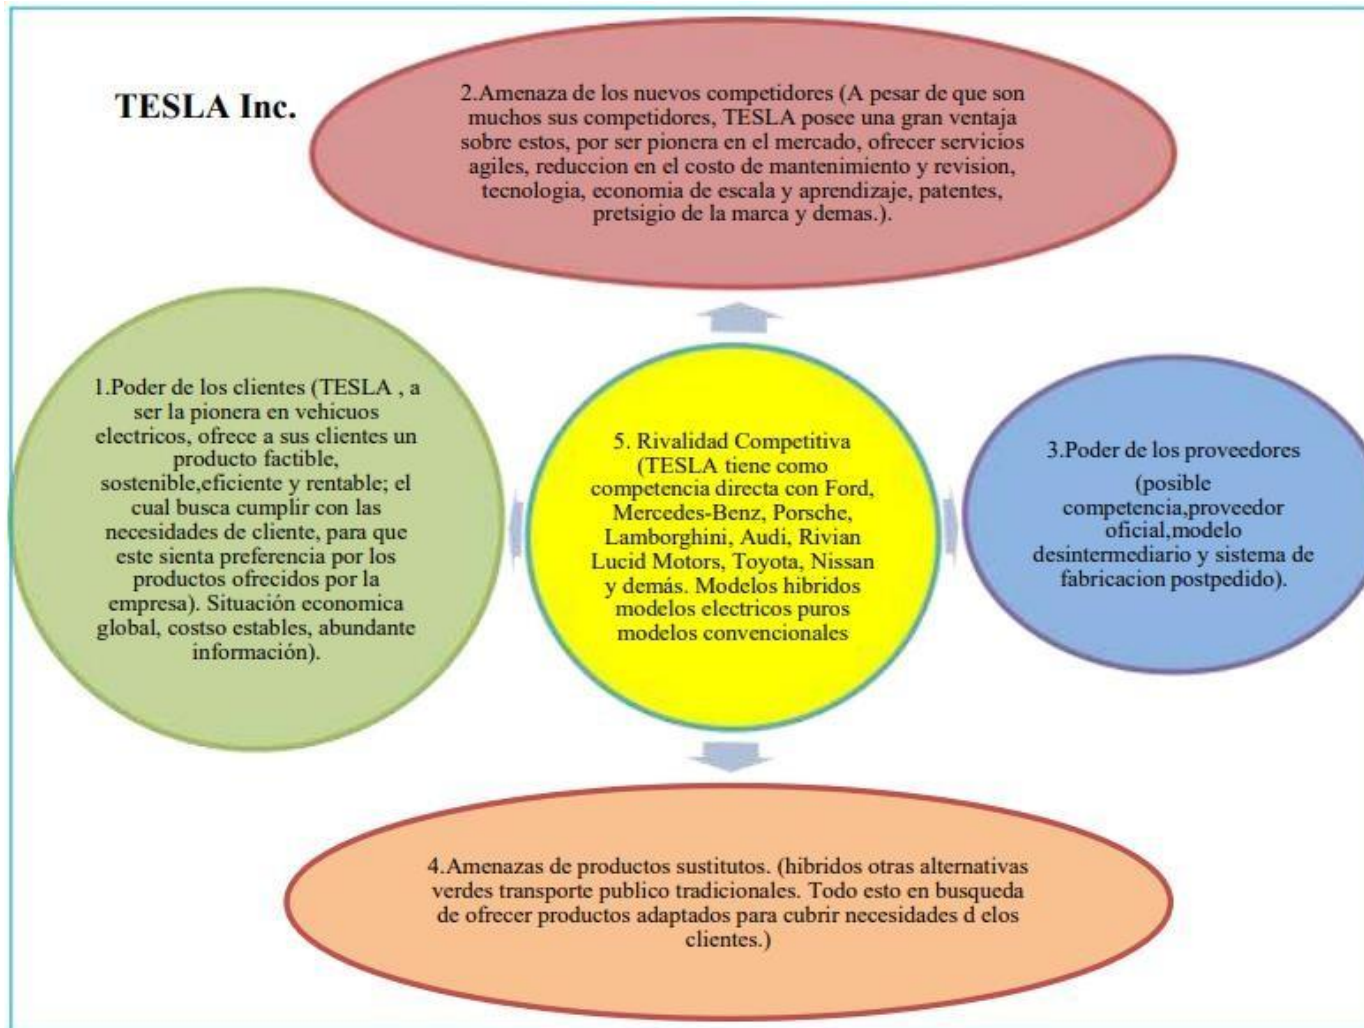 TESLA Inc.
2.Amenaza de los nuevos competidores (A pesar de que son
muchos sus competidores, TESLA posee una gran ventaja
sobre estos, por ser pionera en el mercado, ofrecer servicios
agiles, reduccion en el costo de mantenimiento y revision,
tecnologia, economia de escala y aprendizaje, patentes,
pretsigio de la marca y demas.).
1.Poder de los clientes (TESLA , a
ser la pionera en vehicuos
electricos, ofrece a sus clientes un
producto factible,
sostenible,eficiente y rentable; el
cual busca cumplir con las
necesidades de cliente, para que
este sienta preferencia por los
productos ofrecidos por la
empresa). Situación economica
global, costso estables, abundante
información).
5. Rivalidad Competitiva
(TESLA tiene como
competencia directa con Ford,
Mercedes-Benz, Porsche,
Lamborghini, Audi, Rivian
Lucid Motors, Toyota, Nissan
y demás. Modelos hibridos
modelos electricos puros
modelos convencionales
3.Poder de los proveedores
(posible
competencia,proveedor
oficial,modelo
desintermediario y sistema de
fabricacion postpedido).
4.Amenazas de productos sustitutos. (hibridos otras alternativas
verdes transporte publico tradicionales. Todo esto en busqueda
de ofrecer productos adaptados para cubrir necesidades d elos
clientes.)